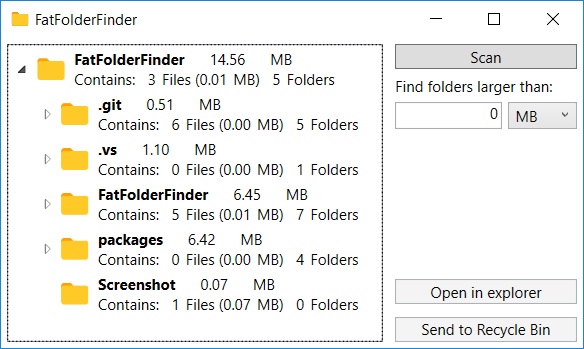 FatFolderFinder
FatFolderFinder 14.56 MB
Contains: 3 Files (0.01 MB) 5 Folders
.git 0.51 MB
Contains: 6 Files (0.00 MB) 5 Folders
.vs 1.10 MB
Contains: 0 Files (0.00 MB) 1 Folders
FatFolderFinder 6.45 MB
Contains: 5 Files (0.01 MB) 7 Folders
packages 6.42 MB
Contains: 0 Files (0.00 MB) 4 Folders
Screenshot 0.07 MB
Contains: 1 Files (0.07 MB) 0 Folders
Scan
Find folders larger than:
0 MB
Open in explorer
Send to Recycle Bin